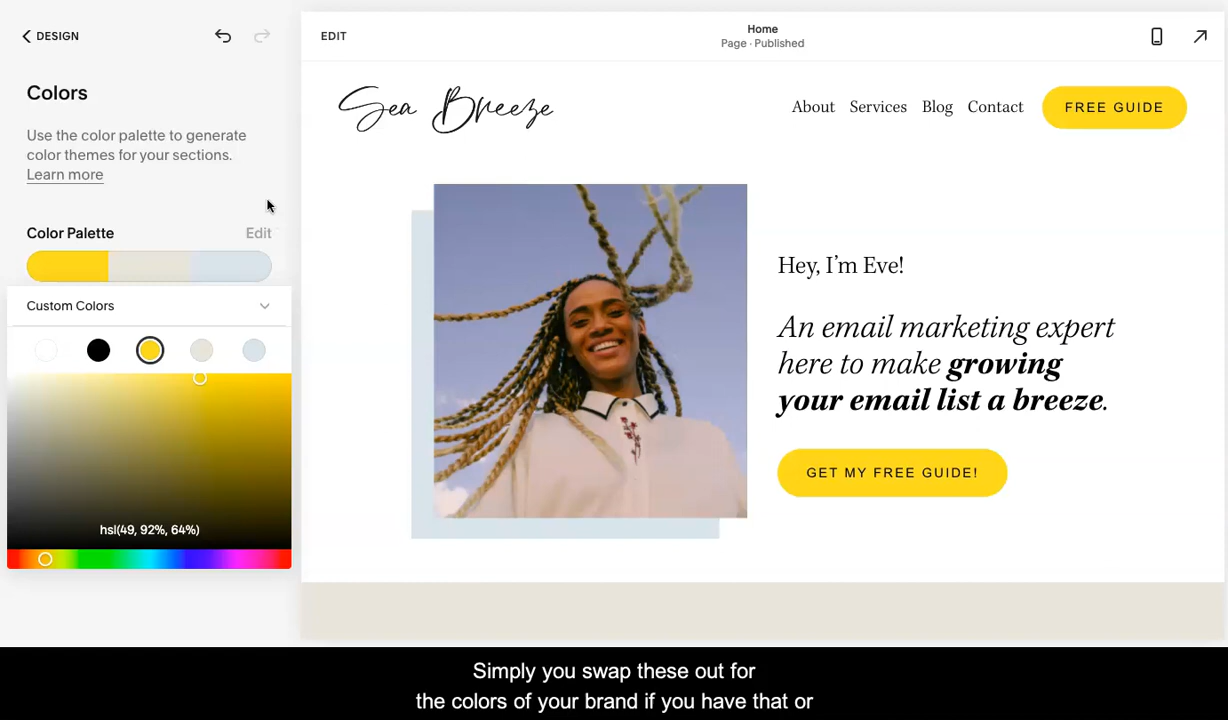 DESIGN
Colors
Use the color palette to generate
color themes for your sections.
Learn more
Color Palette
Edit
Custom Colors
hsl(49, 92%, 64%)
EDIT
Home
Page · Published
Sea Breeze
About
Services
Blog
Contact
FREE GUIDE
Hey, I’m Eve!
An email marketing expert
here to make growing
your email list a breeze.
GET MY FREE GUIDE!
Simply you swap these out for
the colors of your brand if you have that or